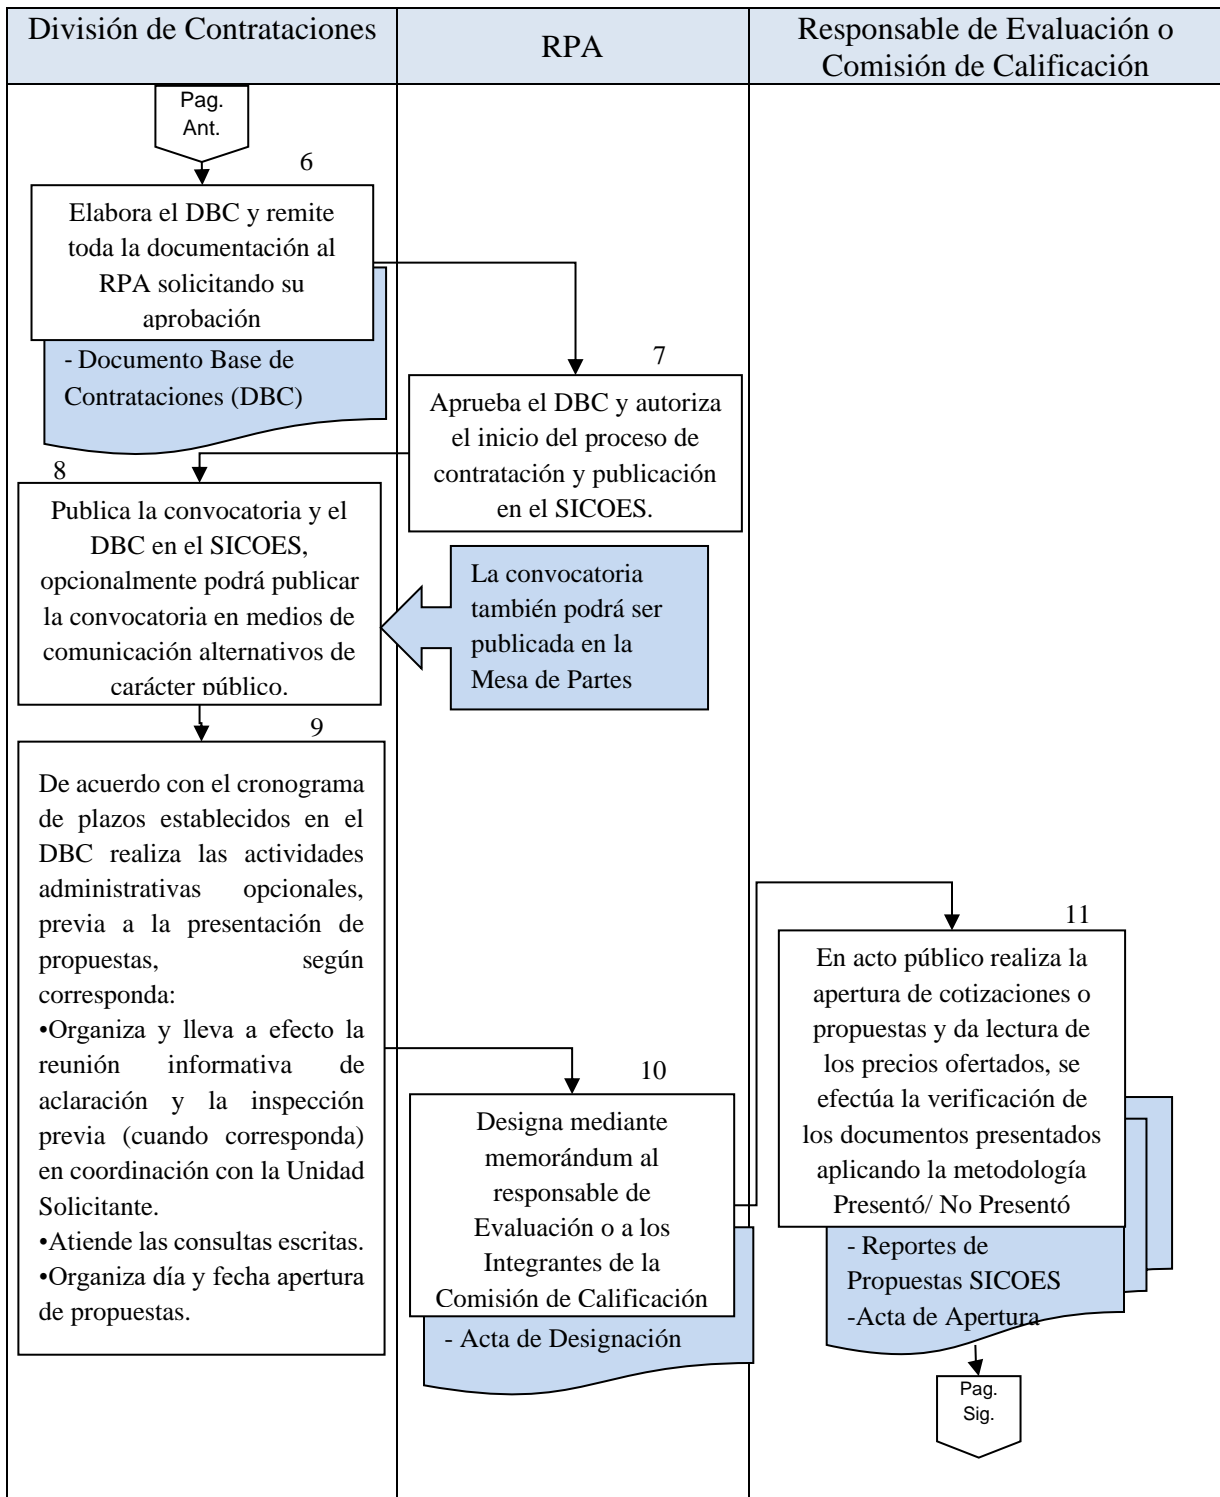 División de Contrataciones
RPA
Responsable de Evaluación o
Comisión de Calificación
Pag.
Ant.
6
Elabora el DBC y remite
toda la documentación al
RPA solicitando su
aprobación
- Documento Base de
Contrataciones (DBC)
7
Aprueba el DBC y autoriza
el inicio del proceso de
contratación y publicación
en el SICOES.
8
Publica la convocatoria y el
DBC en el SICOES,
opcionalmente podrá publicar
la convocatoria en medios de
comunicación alternativos de
carácter público.
La convocatoria
también podrá ser
publicada en la
Mesa de Partes
9
De acuerdo con el cronograma
de plazos establecidos en el
DBC realiza las actividades
administrativas opcionales,
previa a la presentación de
propuestas, según
corresponda:
•Organiza y lleva a efecto la
reunión informativa de
aclaración y la inspección
previa (cuando corresponda)
en coordinación con la Unidad
Solicitante.
•Atiende las consultas escritas.
•Organiza día y fecha apertura
de propuestas.
10
Designa mediante
memorándum al
responsable de
Evaluación o a los
Integrantes de la
Comisión de Calificación
- Acta de Designación
11
En acto público realiza la
apertura de cotizaciones o
propuestas y da lectura de
los precios ofertados, se
efectúa la verificación de
los documentos presentados
aplicando la metodología
Presentó/ No Presentó
- Reportes de
Propuestas SICOES
-Acta de Apertura
Pag.
Sig.